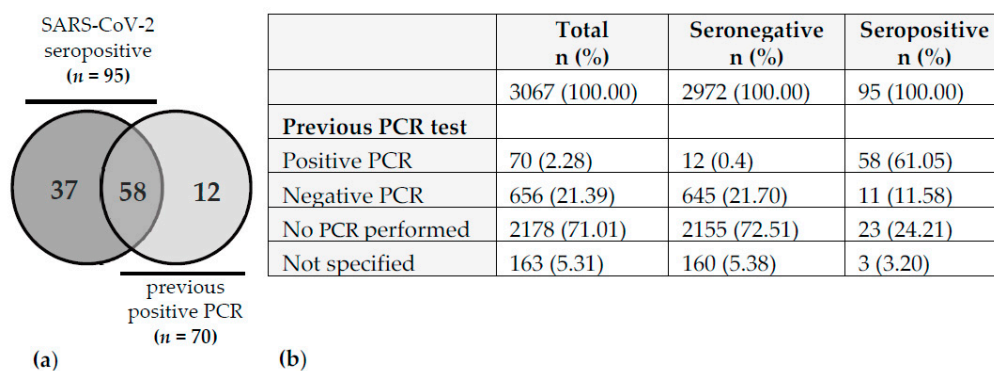 SARS-CoV-2
seropositive
(n = 95)
37 58 12
previous
positive PCR
(n = 70)
(a)
Total Seronegative Seropositive
n (%) n (%) n (%)
3067 (100.00) 2972 (100.00) 95 (100.00)
Previous PCR test
Positive PCR 70 (2.28) 12 (0.4) 58 (61.05)
Negative PCR 656 (21.39) 645 (21.70) 11 (11.58)
No PCR performed 2178 (71.01) 2155 (72.51) 23 (24.21)
Not specified 163 (5.31) 160 (5.38) 3 (3.20)
(b)